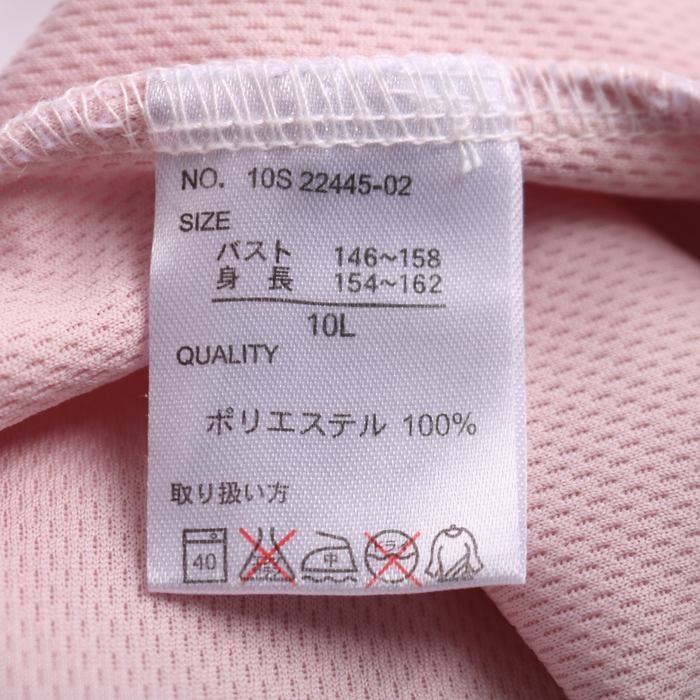 NO. 10S 22445-02
SIZE
バスト 146~158
身 長 154~162
10L
QUALITY
ポリエステル 100%
取り扱い方
40 中